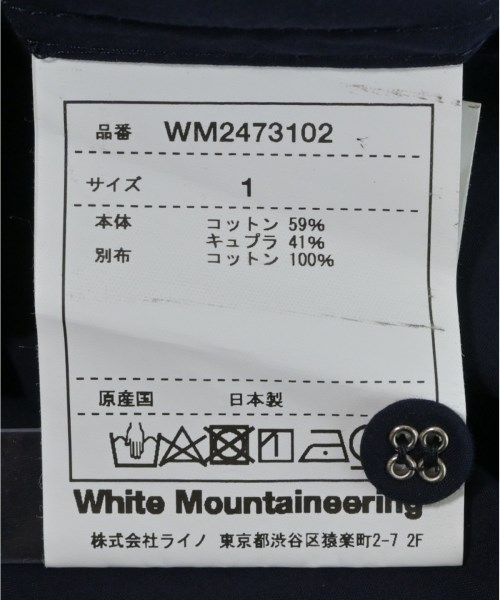 品番 WM2473102
サイズ 1
本体 コットン 59%
キュプラ 41%
別布 コットン 100%
原産国 日本製
White Mountaineering
株式会社ライノ 東京都渋谷区猿楽町2-7 2F